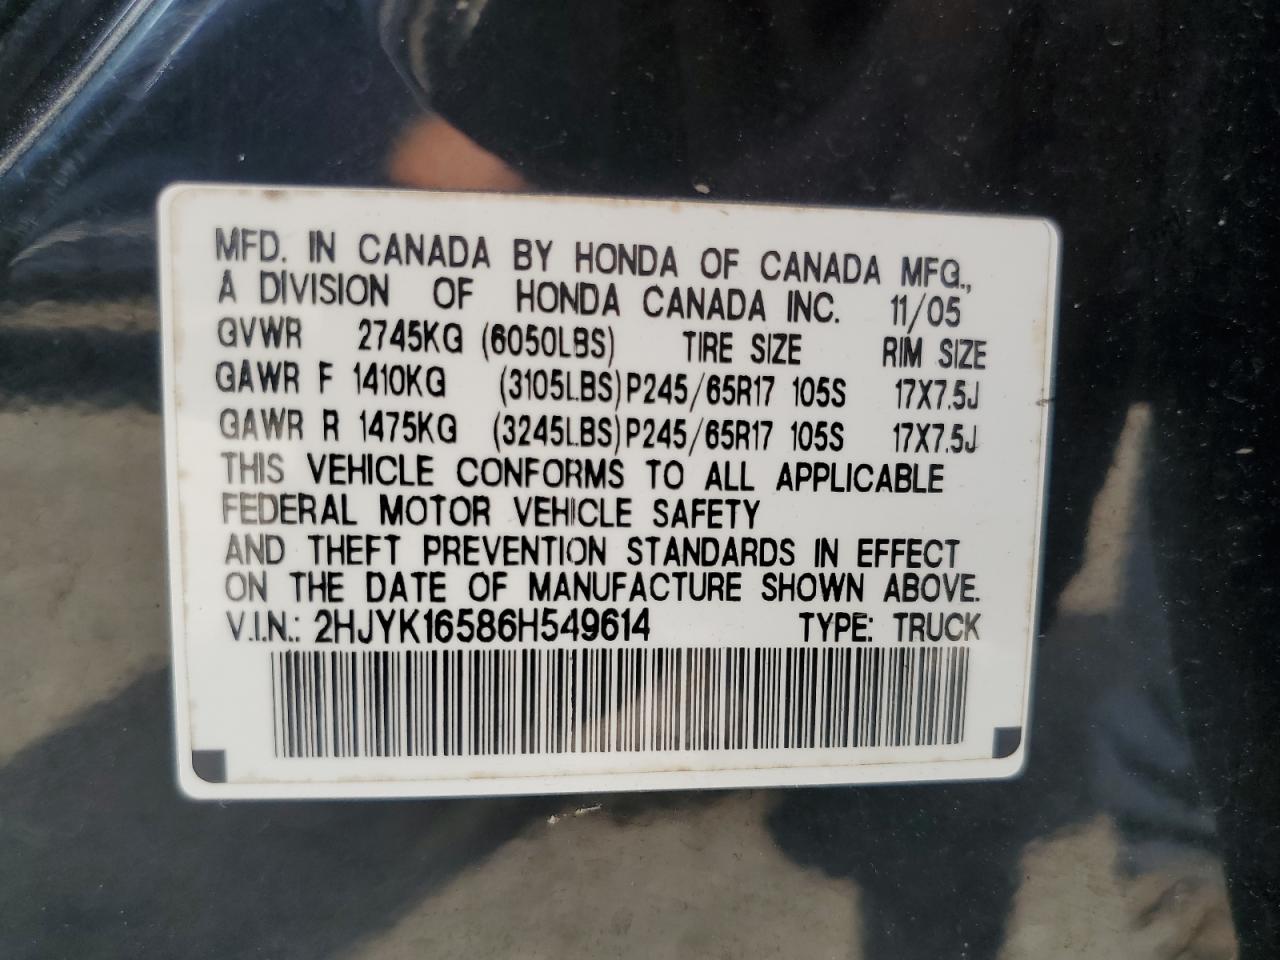 MFD. IN CANADA BY HONDA OF CANADA MFG.,
A DIVISION OF HONDA CANADA INC. 11/05
GVWR 2745KG (6050LBS) TIRE SIZE RIM SIZE
GAWR F 1410KG (3105LBS) P245/65R17 105S 17X7.5J
GAWR R 1475KG (3245LBS) P245/65R17 105S 17X7.5J
THIS VEHICLE CONFORMS TO ALL APPLICABLE
FEDERAL MOTOR VEHICLE SAFETY
AND THEFT PREVENTION STANDARDS IN EFFECT
ON THE DATE OF MANUFACTURE SHOWN ABOVE.
V.I.N.: 2HJYK16586H549614 TYPE: TRUCK